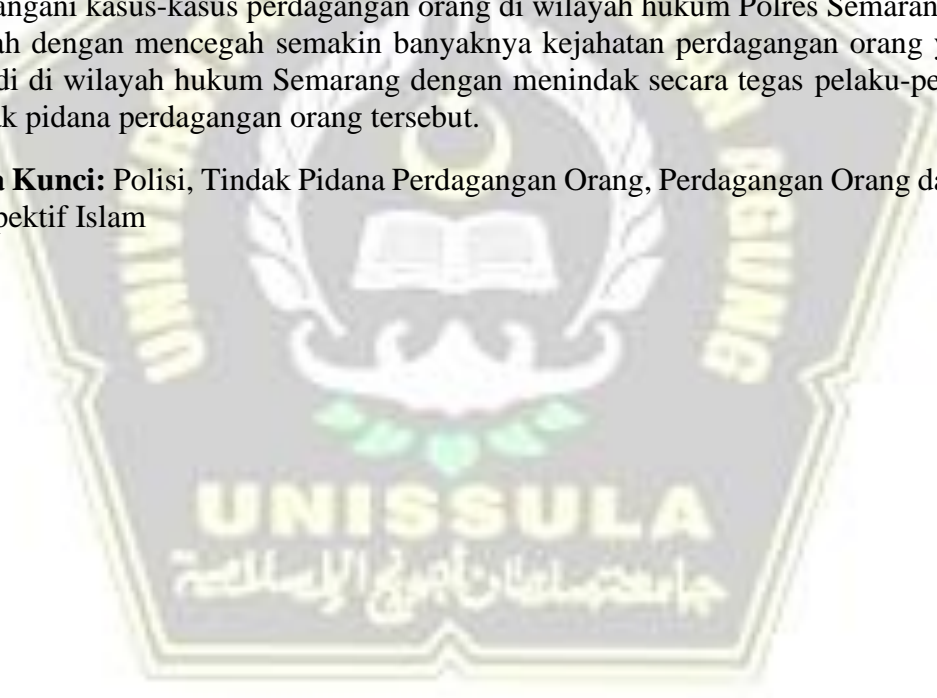 angani kasus-kasus perdagangan orang di wilayah hukum Polres Semaran
ah dengan mencegah semakin banyaknya kejahatan perdagangan orang y
di di wilayah hukum Semarang dengan menindak secara tegas pelaku-pe
ak pidana perdagangan orang tersebut.
Kunci: Polisi, Tindak Pidana Perdagangan Orang, Perdagangan Orang da
pektif Islam
UNISSULA
جامعتسلطان أجونج الإسلامية